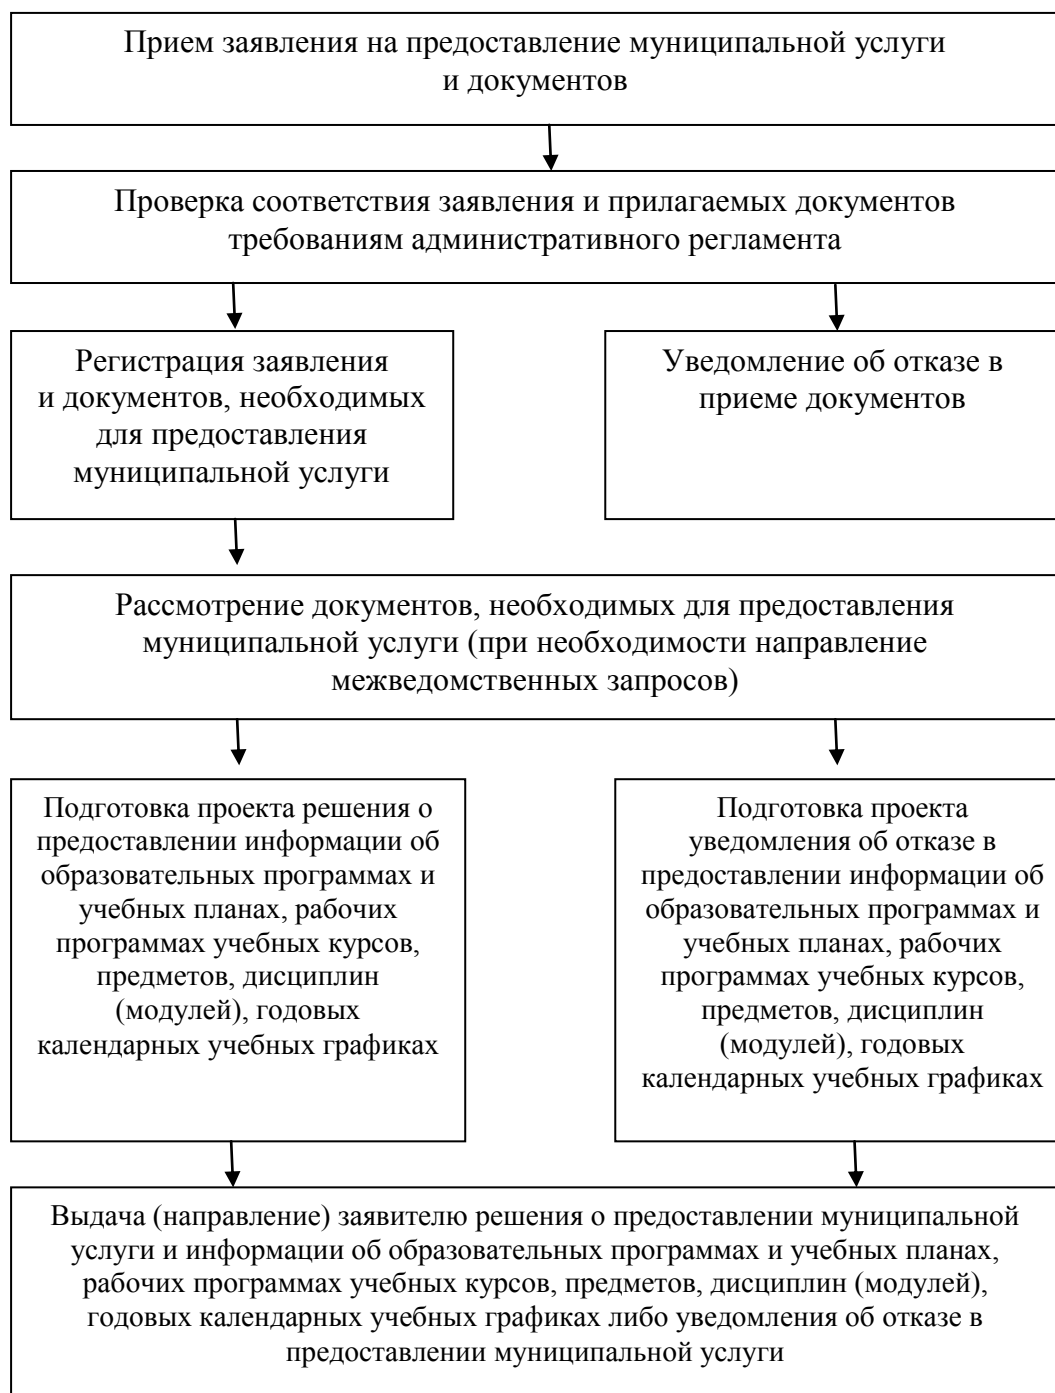 Прием заявления на предоставление муниципальной услуги
и документов
Проверка соответствия заявления и прилагаемых документов
требованиям административного регламента
Регистрация заявления
и документов, необходимых
для предоставления
муниципальной услуги
Уведомление об отказе в
приеме документов
Рассмотрение документов, необходимых для предоставления
муниципальной услуги (при необходимости направление
межведомственных запросов)
Подготовка проекта решения о
предоставлении информации об
образовательных программах и
учебных планах, рабочих
программах учебных курсов,
предметов, дисциплин
(модулей), годовых
календарных учебных графиках
Подготовка проекта
уведомления об отказе в
предоставлении информации об
образовательных программах и
учебных планах, рабочих
программах учебных курсов,
предметов, дисциплин
(модулей), годовых
календарных учебных графиках
Выдача (направление) заявителю решения о предоставлении муниципальной
услуги и информации об образовательных программах и учебных планах,
рабочих программах учебных курсов, предметов, дисциплин (модулей),
годовых календарных учебных графиках либо уведомления об отказе в
предоставлении муниципальной услуги